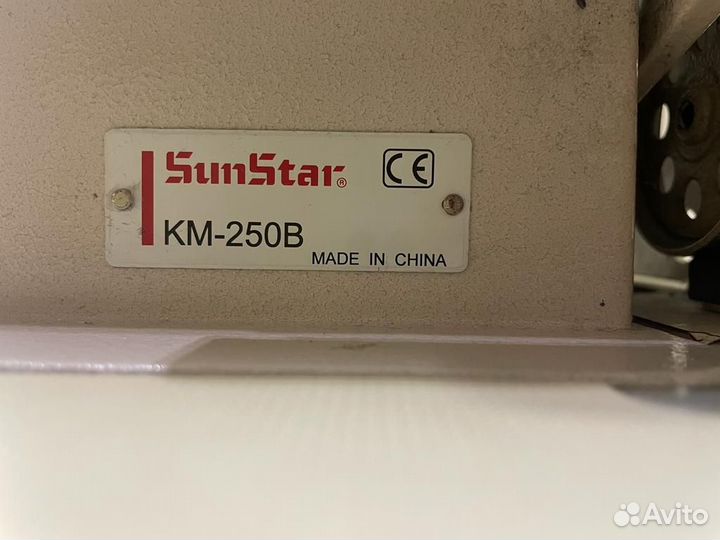 SunStar®
CE
KM-250B
MADE IN CHINA
Avito